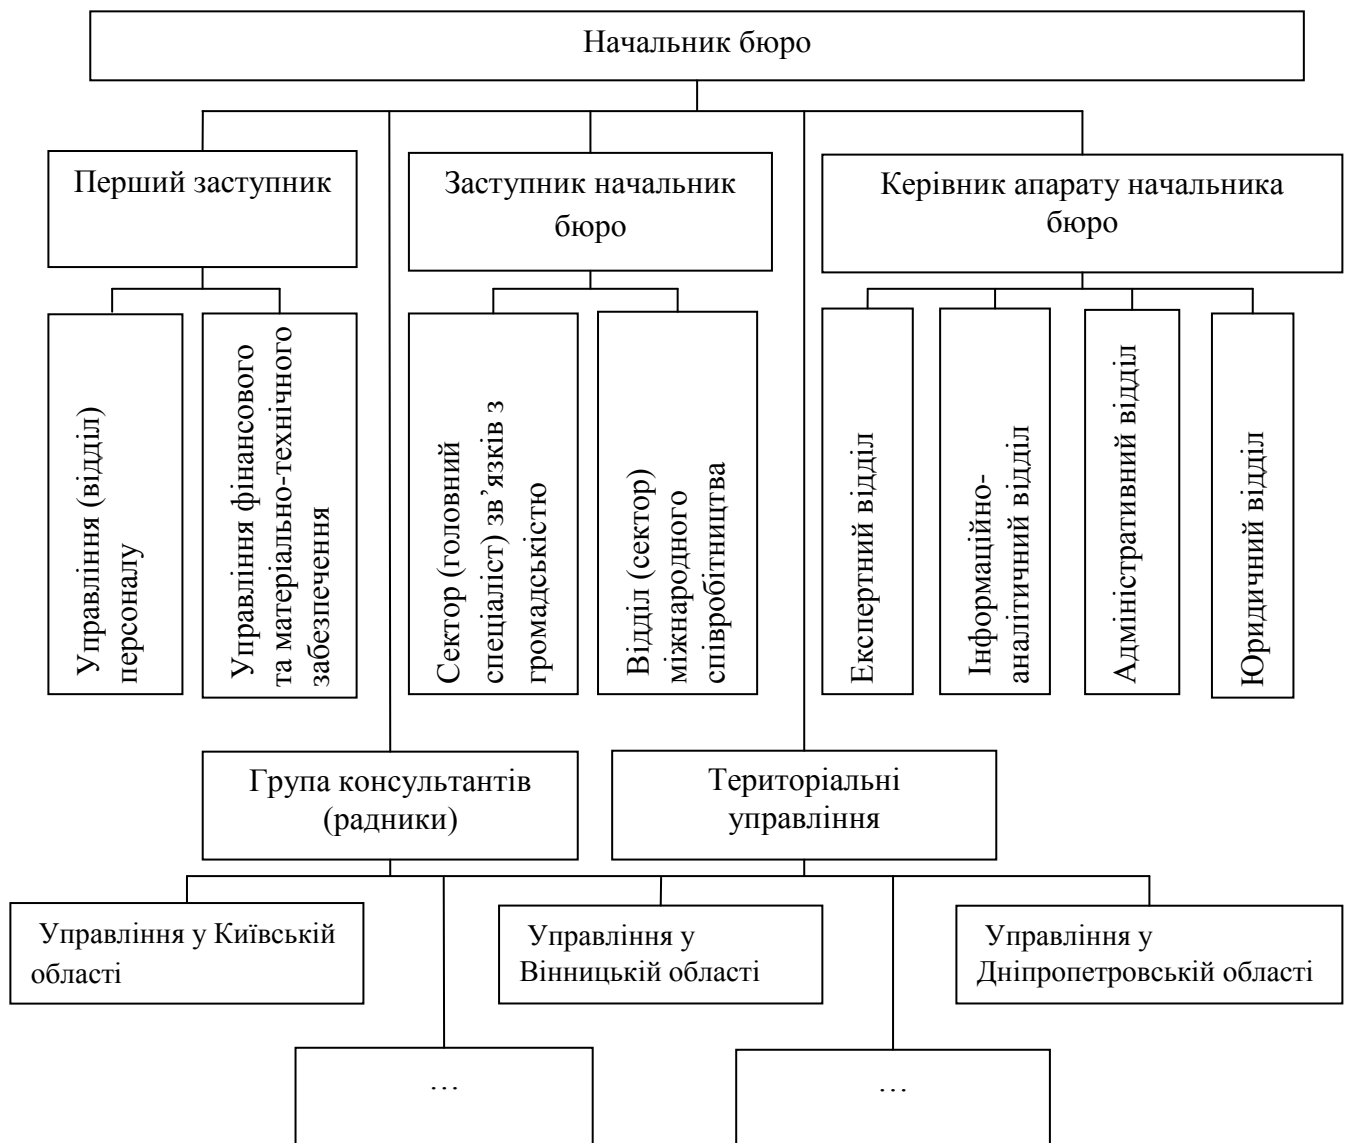 Начальник бюро
Перший заступник
Заступник начальник
бюро
Керівник апарату начальника
бюро
Управління (відділ)
персоналу
Управління фінансового
та матеріально-технічного
забезпечення
Сектор (головний
спеціаліст) зв’язків з
громадськістю
Відділ (сектор)
міжнародного
співробітництва
Експертний відділ
Інформаційно-
аналітичний відділ
Адміністративний відділ
Юридичний відділ
Група консультантів
(радники)
Територіальні
управління
Управління у Київській
області
Управління у
Вінницькій області
Управління у
Дніпропетровській області
…
…